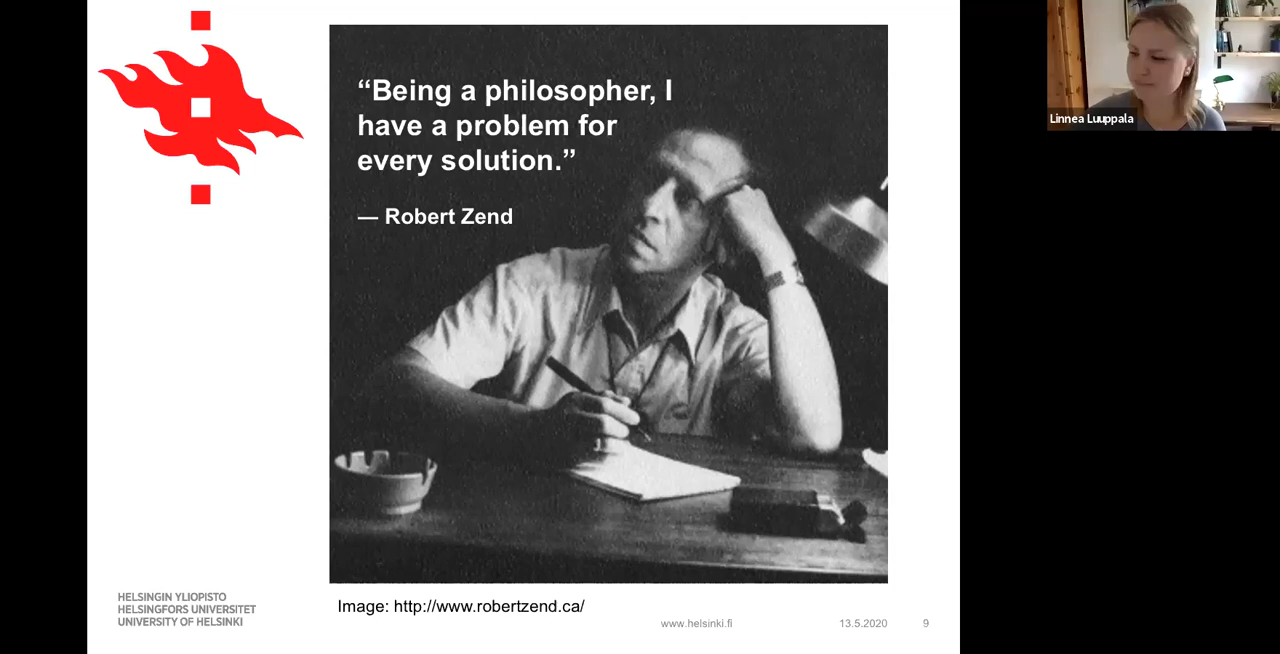 “Being a philosopher, I
have a problem for
every solution.”
— Robert Zend
Linnea Luuppala
Image: http://www.robertzend.ca/
HELSINGIN YLIOPISTO
HELSINGFORS UNIVERSITET
UNIVERSITY OF HELSINKI
www.helsinki.fi
13.5.2020
9